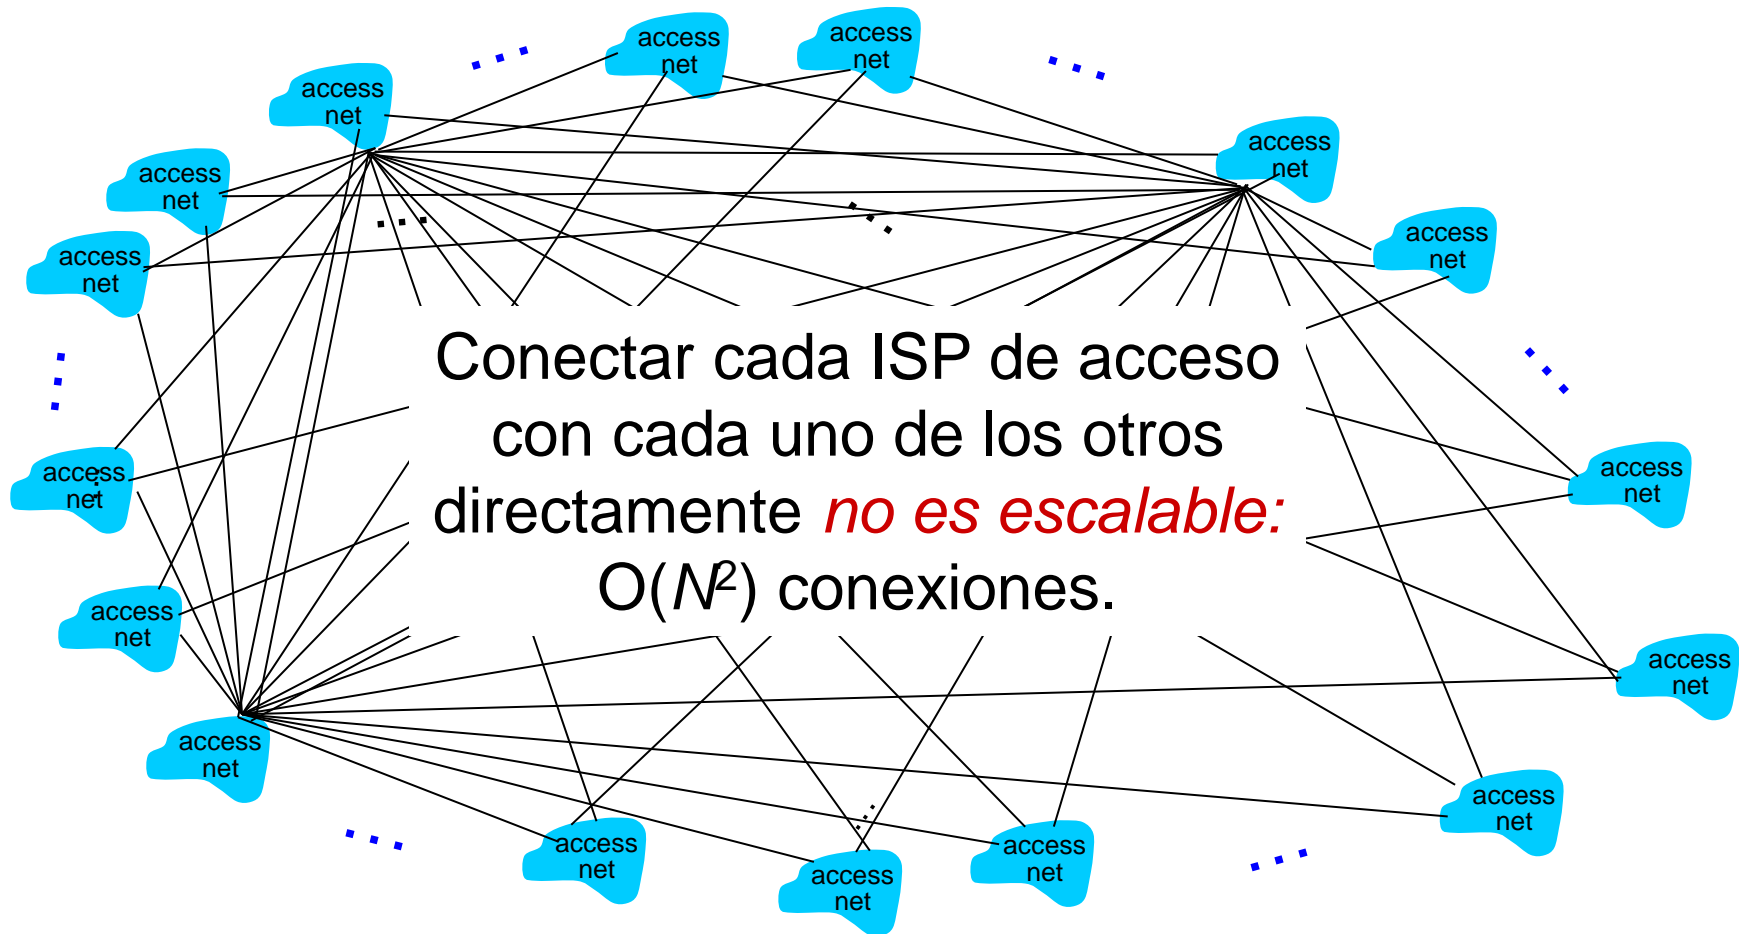 access
net
access
net
access
net
access
net
access
net
access
net
access
net
access
net
Conectar cada ISP de acceso
con cada uno de los otros
directamente no es escalable:
O(N²) conexiones.
access
net
access
net
access
net
access
net
access
net
access
net
access
net
access
net